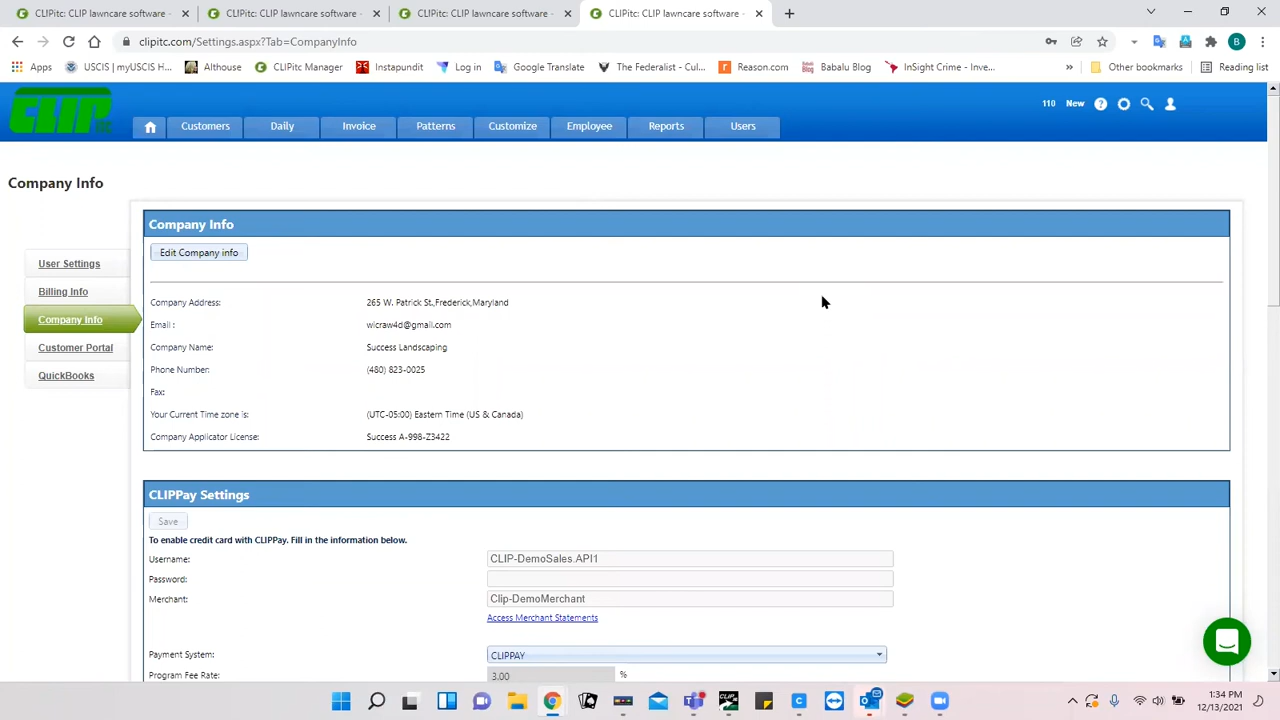 CLIPitc: CLIP lawncare software -
CLIPitc: CLIP lawncare software -
CLIPitc: CLIP lawncare software -
CLIPitc: CLIP lawncare software -
clipitc.com/Settings.aspx?Tab=CompanyInfo
B
Apps
USCIS | myUSCIS H...
Althouse
CLIPitc Manager
Instapundit
Log in
Google Translate
The Federalist - Cul...
Reason.com
Babalu Blog
InSight Crime - Inve...
»
Other bookmarks
Reading list
CLIP
Customers
Daily
Invoice
Patterns
Customize
Employee
Reports
Users
110
New
Company Info
User Settings
Billing Info
Company Info
Customer Portal
QuickBooks
Company Info
Edit Company info
Company Address: 265 W. Patrick St.,Frederick,Maryland
Email : wicraw4d@gmail.com
Company Name: Success Landscaping
Phone Number: (480) 823-0025
Fax:
Your Current Time zone is: (UTC-05:00) Eastern Time (US & Canada)
Company Applicator License: Success A-998-Z3422
CLIPPay Settings
Save
To enable credit card with CLIPPay. Fill in the information below.
Username: CLIP-DemoSales.API1
Password:
Merchant: Clip-DemoMerchant
Access Merchant Statements
Payment System: CLIPPAY
Program Fee Rate: 3.00 %
1:34 PM
12/13/2021